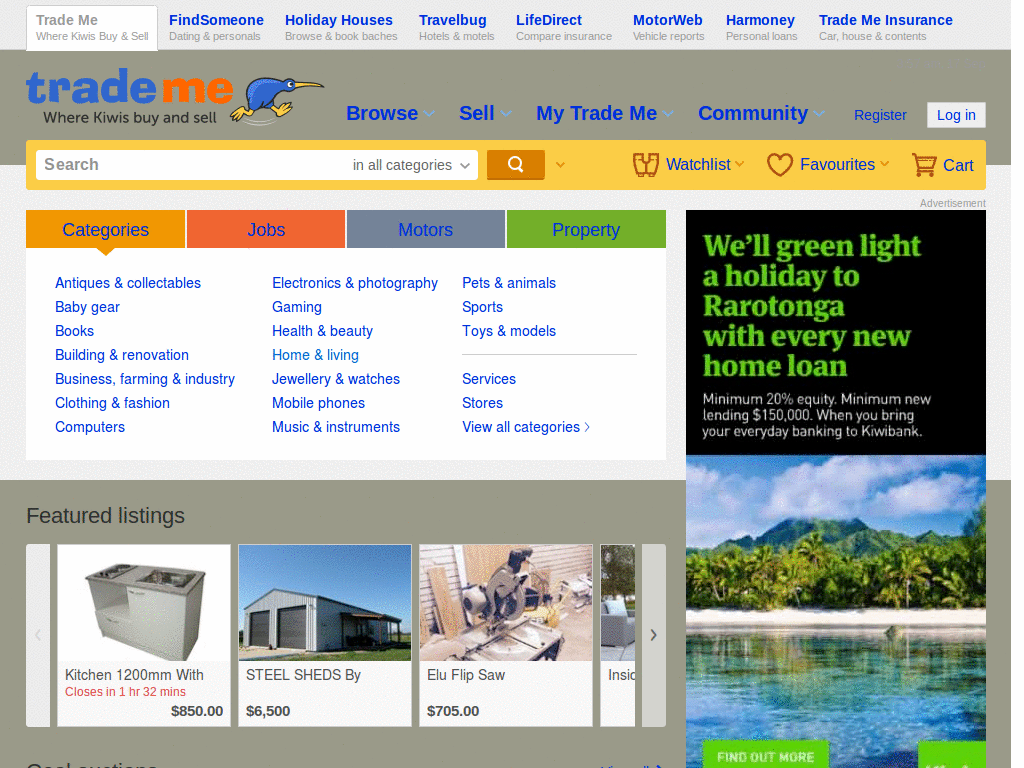 Trade Me
Where Kiwis Buy & Sell
FindSomeone
Dating & personals
Holiday Houses
Browse & book baches
Travelbug
Hotels & motels
LifeDirect
Compare insurance
MotorWeb
Vehicle reports
Harmoney
Personal loans
Trade Me Insurance
Car, house & contents
trade me
Where Kiwis buy and sell
Browse
Sell
My Trade Me
Community
Register
Log in
Search
in all categories
Watchlist
Favourites
Cart
Advertisement
Categories
Jobs
Motors
Property
Antiques & collectables
Baby gear
Books
Building & renovation
Business, farming & industry
Clothing & fashion
Computers
Electronics & photography
Gaming
Health & beauty
Home & living
Jewellery & watches
Mobile phones
Music & instruments
Pets & animals
Sports
Toys & models
Services
Stores
View all categories
We'll green light
a holiday to
Rarotonga
with every new
home loan
Minimum 20% equity. Minimum new
lending $150,000. When you bring
your everyday banking to Kiwibank.
FIND OUT MORE
Featured listings
Kitchen 1200mm With
Closes in 1 hr 32 mins
$850.00
STEEL SHEDS By
$6,500
Elu Flip Saw
$705.00